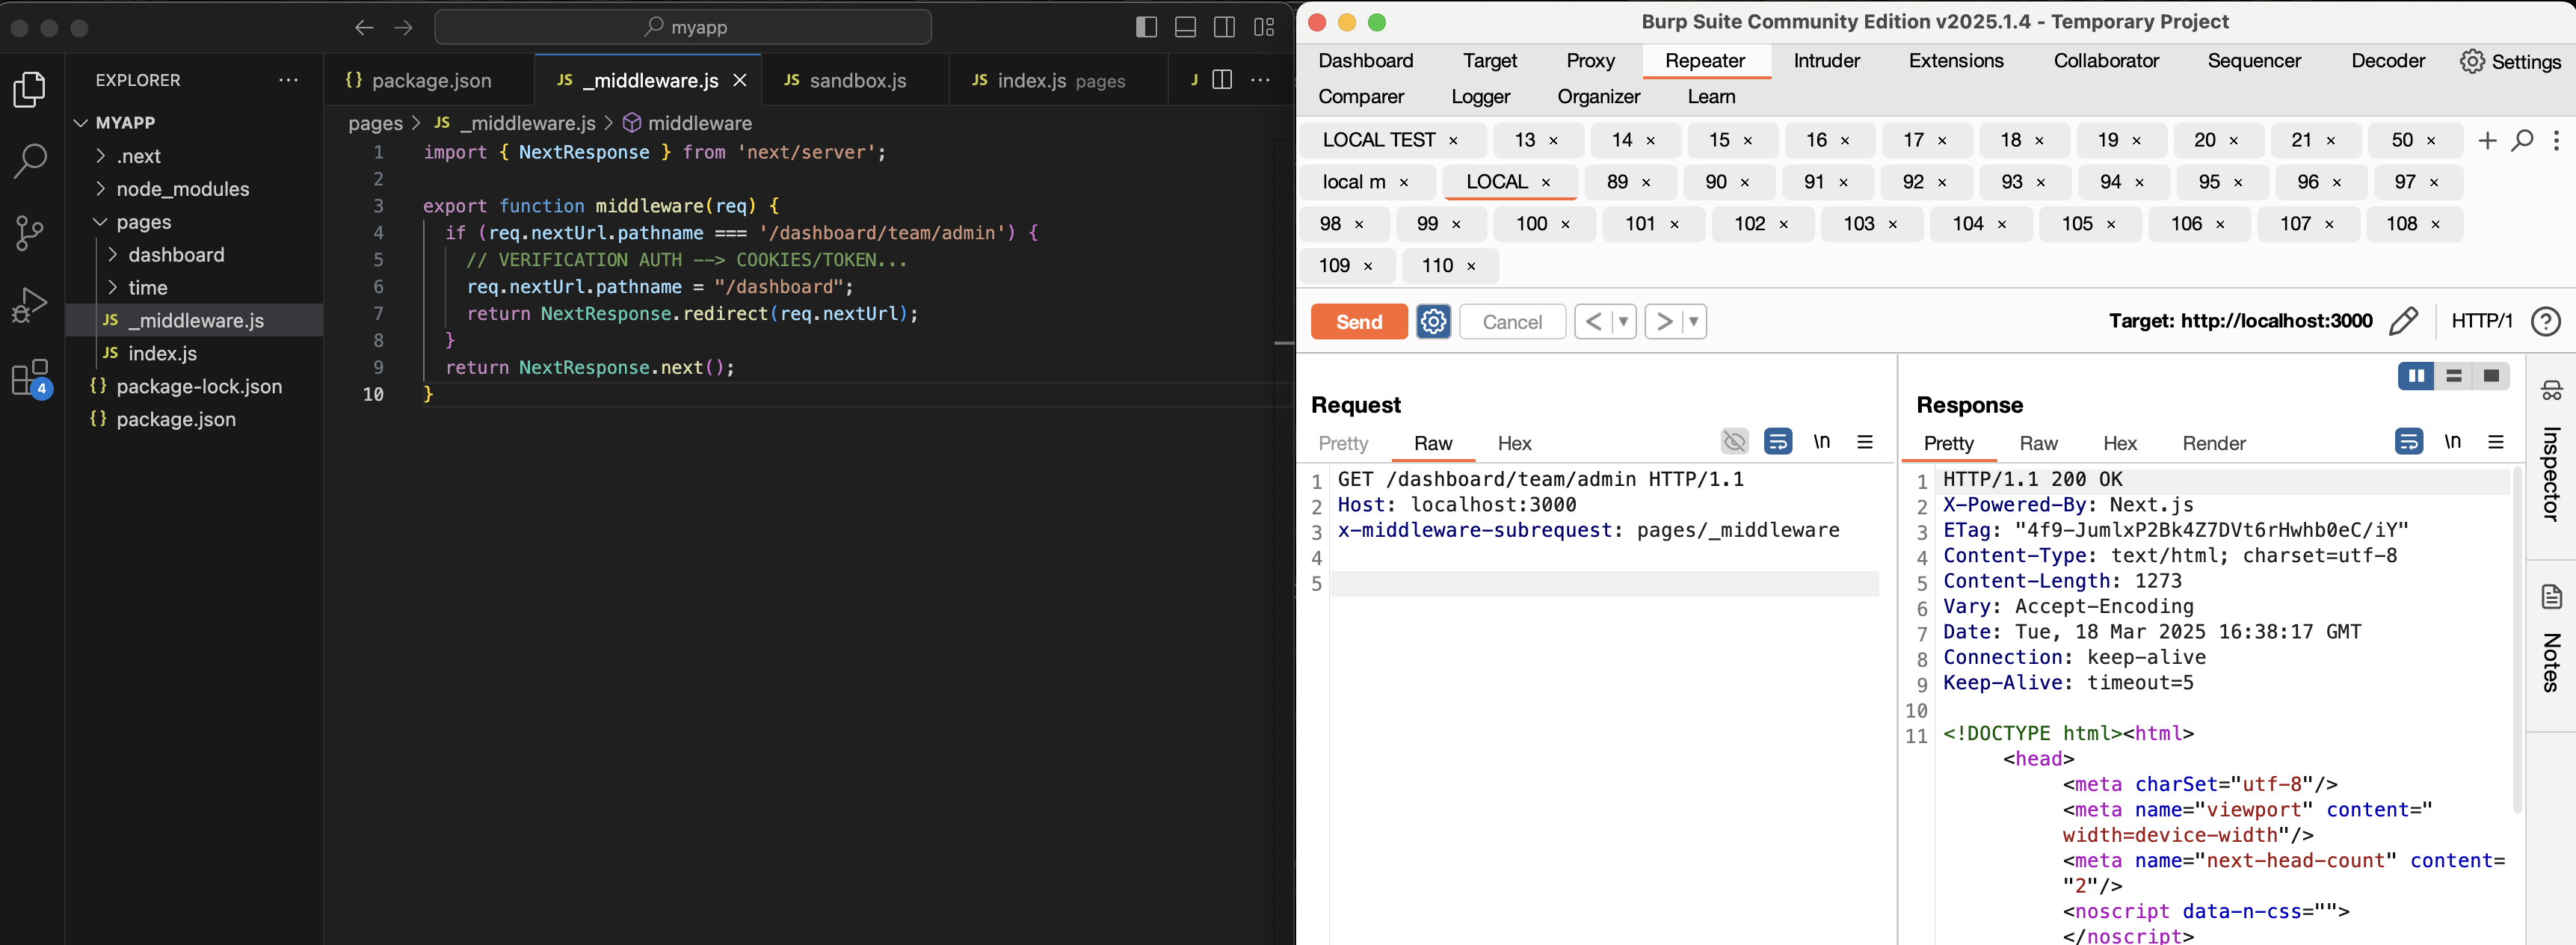 myapp
EXPLORER
MYAPP
.next
node_modules
pages
dashboard
time
JS _middleware.js
JS index.js
{} package-lock.json
{} package.json
4
{} package.json
JS _middleware.js
JS sandbox.js
JS index.js pages
J
pages > JS _middleware.js > middleware
1 import { NextResponse } from 'next/server';
2
3 export function middleware(req) {
4 if (req.nextUrl.pathname === '/dashboard/team/admin') {
5 // VERIFICATION AUTH --> COOKIES/TOKEN...
6 req.nextUrl.pathname = "/dashboard";
7 return NextResponse.redirect(req.nextUrl);
8 }
9 return NextResponse.next();
10 }
Burp Suite Community Edition v2025.1.4 - Temporary Project
Dashboard Target Proxy Repeater Intruder Extensions Collaborator Sequencer Decoder Settings
Comparer Logger Organizer Learn
LOCAL TEST × 13 × 14 × 15 × 16 × 17 × 18 × 19 × 20 × 21 × 50 ×
local m × LOCAL × 89 × 90 × 91 × 92 × 93 × 94 × 95 × 96 × 97 ×
98 × 99 × 100 × 101 × 102 × 103 × 104 × 105 × 106 × 107 × 108 ×
109 × 110 ×
Send Cancel < > Target: http://localhost:3000 HTTP/1 ?
Request
Pretty Raw Hex \n
1 GET /dashboard/team/admin HTTP/1.1
2 Host: localhost:3000
3 x-middleware-subrequest: pages/_middleware
4
5
Response
Pretty Raw Hex Render \n
1 HTTP/1.1 200 OK
2 X-Powered-By: Next.js
3 ETag: "4f9-JumlxP2Bk4Z7DVt6rHwhb0eC/iY"
4 Content-Type: text/html; charset=utf-8
5 Content-Length: 1273
6 Vary: Accept-Encoding
7 Date: Tue, 18 Mar 2025 16:38:17 GMT
8 Connection: keep-alive
9 Keep-Alive: timeout=5
10
11 <!DOCTYPE html><html>
<head>
<meta charSet="utf-8"/>
<meta name="viewport" content="
width=device-width"/>
<meta name="next-head-count" content=
"2"/>
<noscript data-n-css="">
</noscript>
Inspector
Notes